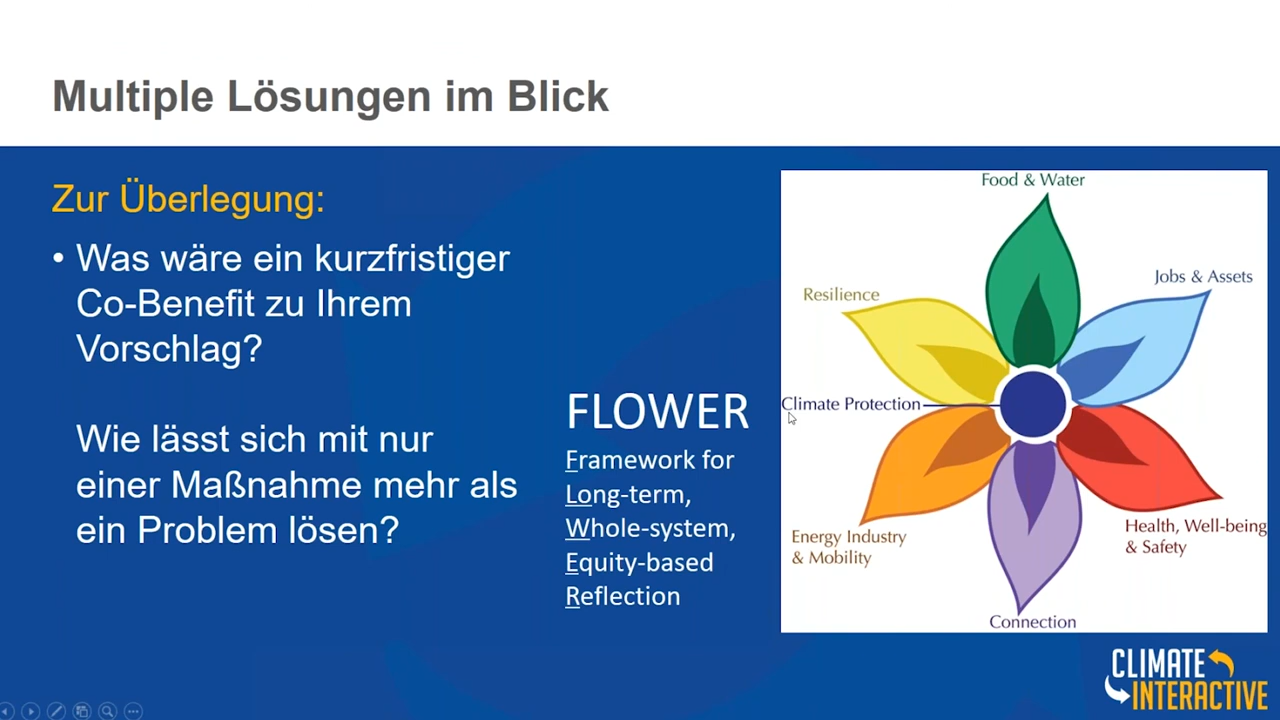 Multiple Lösungen im Blick
Zur Überlegung:
• Was wäre ein kurzfristiger
Co-Benefit zu Ihrem
Vorschlag?
Wie lässt sich mit nur
einer Maßnahme mehr als
ein Problem lösen?
FLOWER
Framework for
Long-term,
Whole-system,
Equity-based
Reflection
Food & Water
Jobs & Assets
Resilience
Climate Protection
Energy Industry
& Mobility
Health, Well-being
& Safety
Connection
CLIMATE
INTERACTIVE